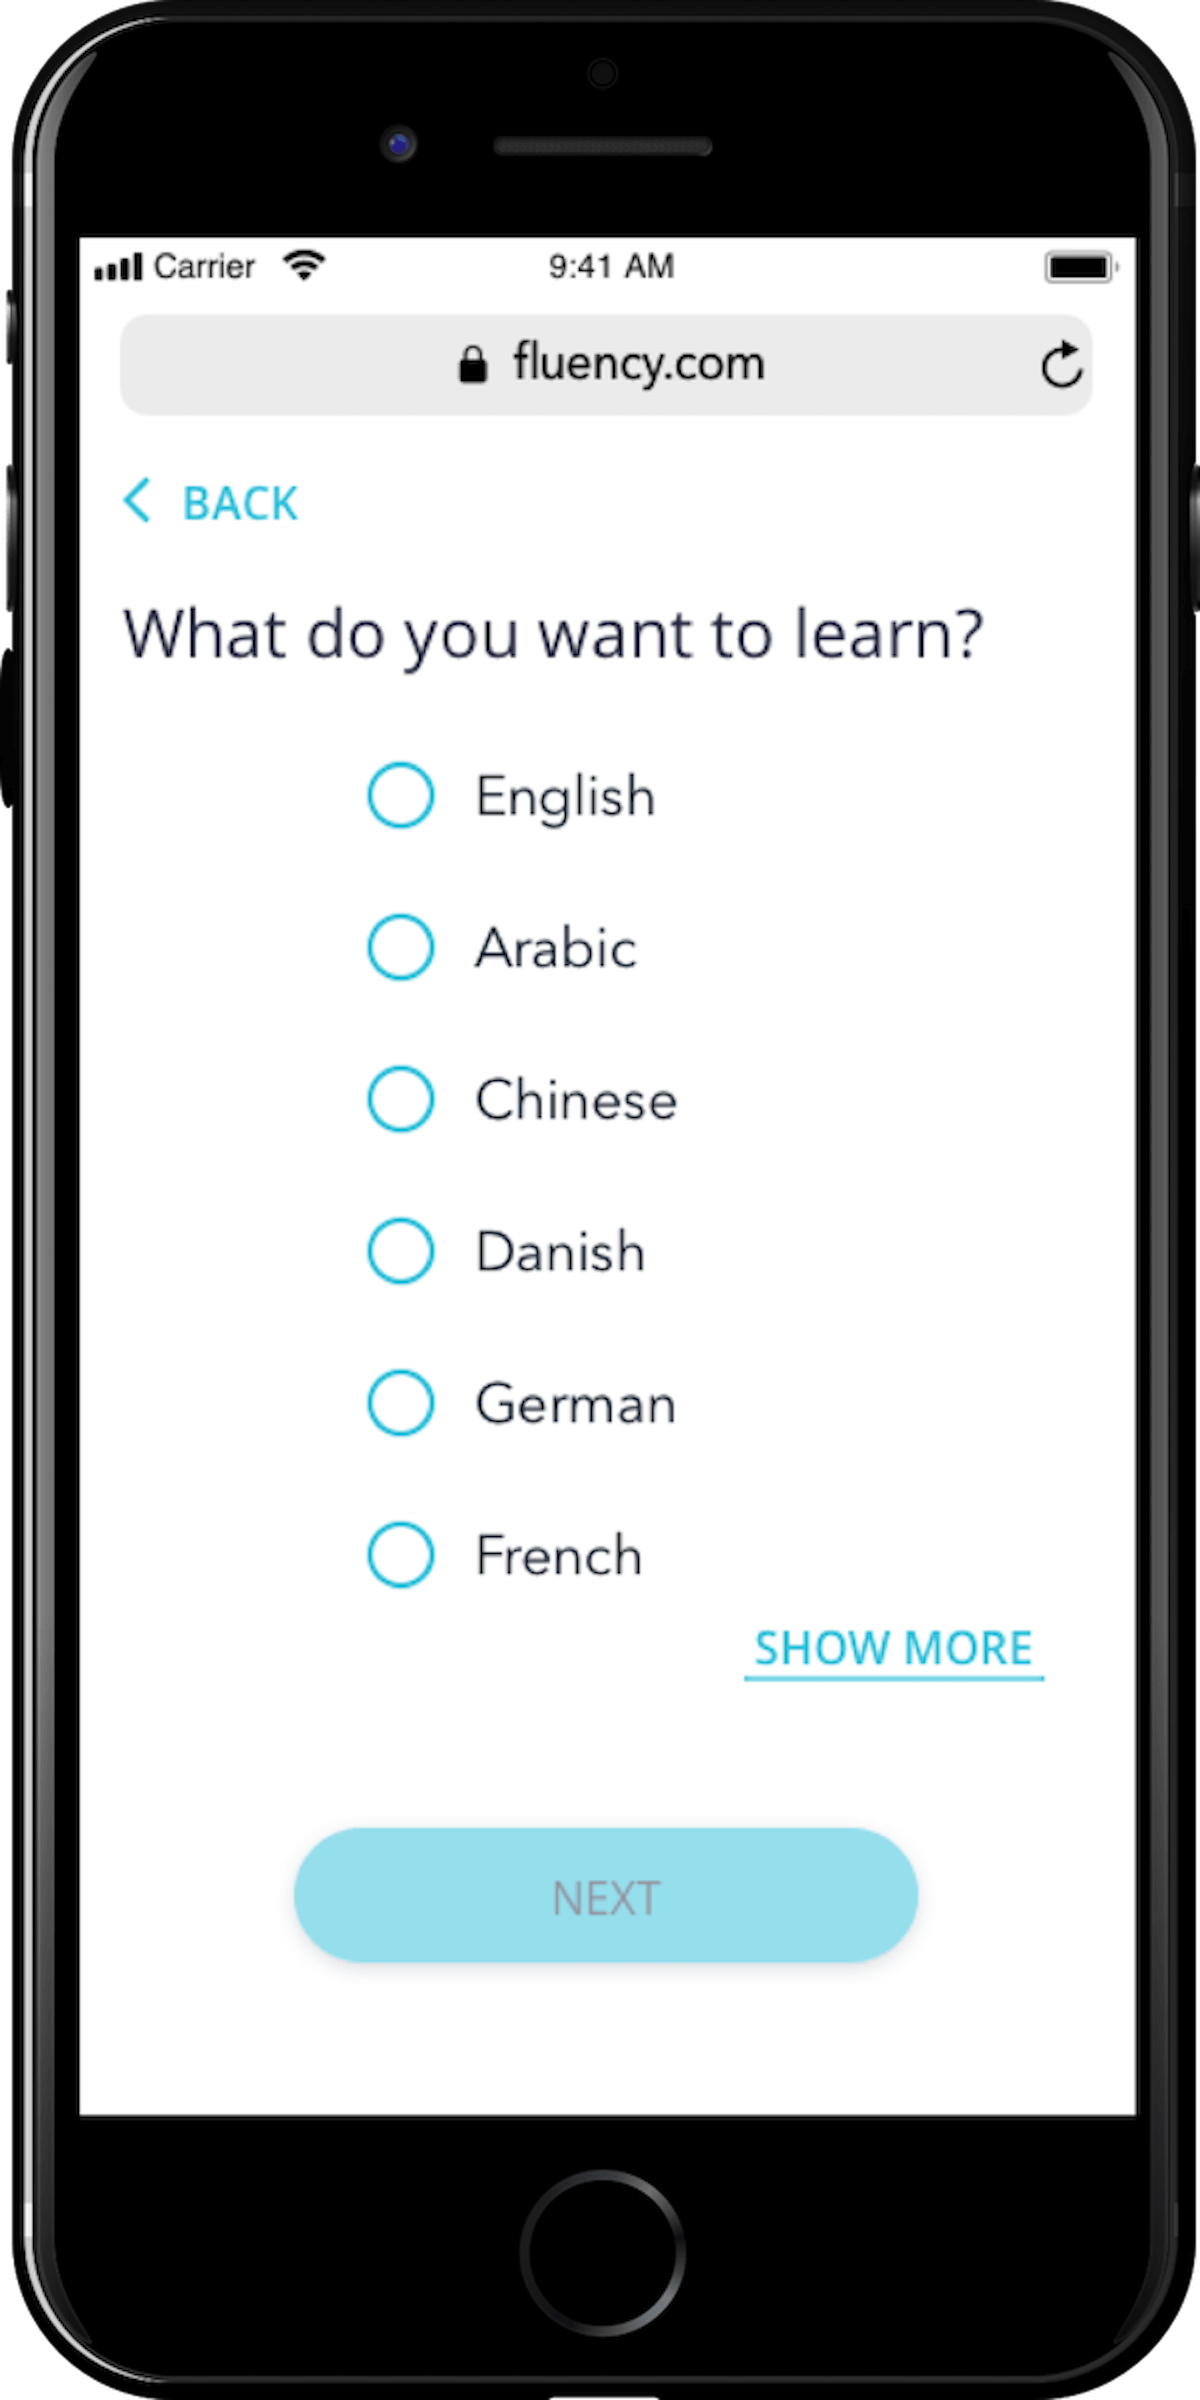 Carrier 9:41 AM
fluency.com
BACK
What do you want to learn?
English
Arabic
Chinese
Danish
German
French
SHOW MORE
NEXT